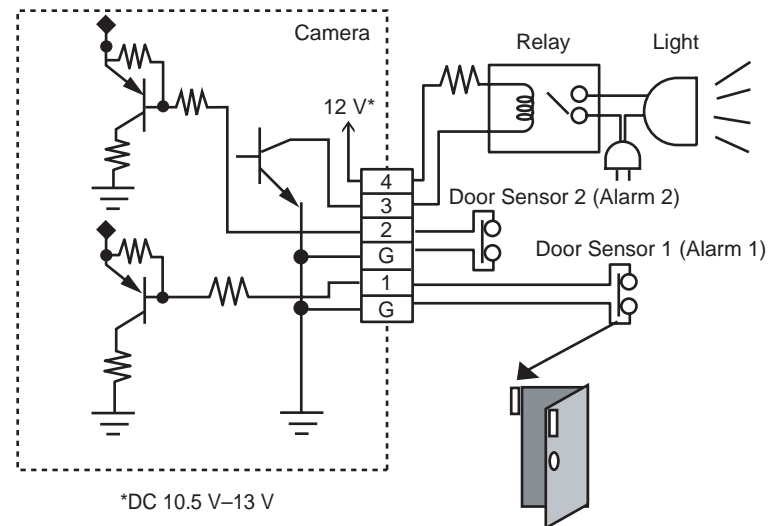 Camera
Relay
Light
12 V*
4
3
2
G
1
G
Door Sensor 2 (Alarm 2)
Door Sensor 1 (Alarm 1)
*DC 10.5 V–13 V